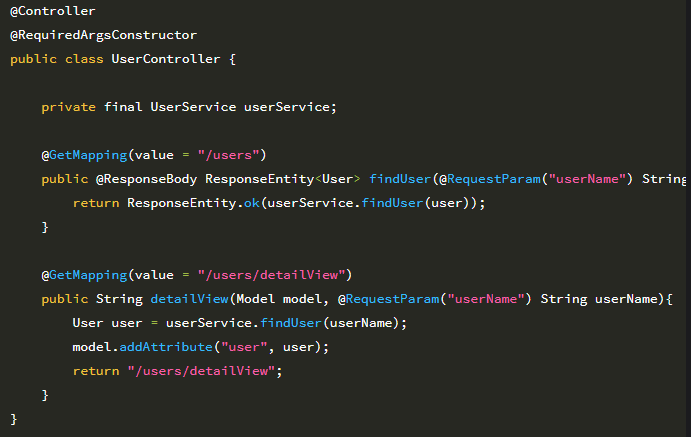 @Controller
@RequiredArgsConstructor
public class UserController {
    private final UserService userService;
    @GetMapping(value = "/users")
    public @ResponseBody ResponseEntity<User> findUser(@RequestParam("userName") String
        return ResponseEntity.ok(userService.findUser(user));
    }
    @GetMapping(value = "/users/detailView")
    public String detailView(Model model, @RequestParam("userName") String userName){
        User user = userService.findUser(userName);
        model.addAttribute("user", user);
        return "/users/detailView";
    }
}